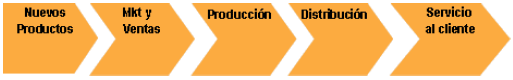 Nuevos
Productos
Mkt y
Ventas
Producción
Distribución
Servicio
al cliente